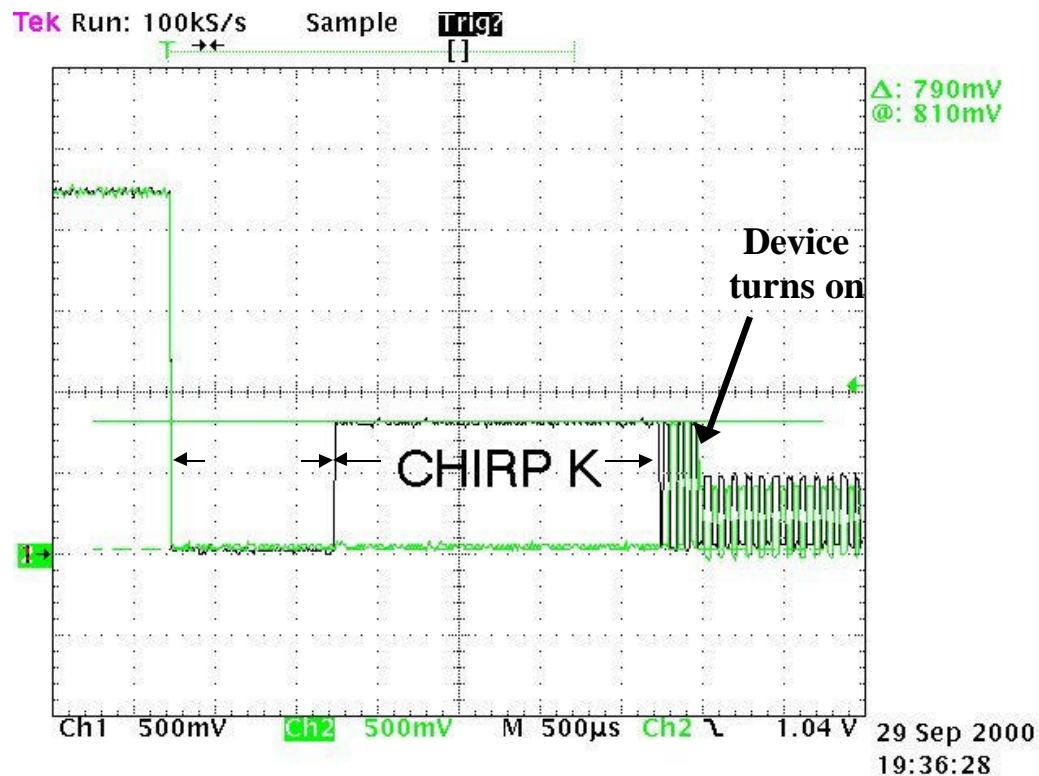 Tek Run: 100kS/s Sample Trig?
T
[ ]
Δ: 790mV
@: 810mV
Device
turns on
CHIRP K
1
Ch1 500mV Ch2 500mV M 500µs Ch2 1.04 V
29 Sep 2000
19:36:28